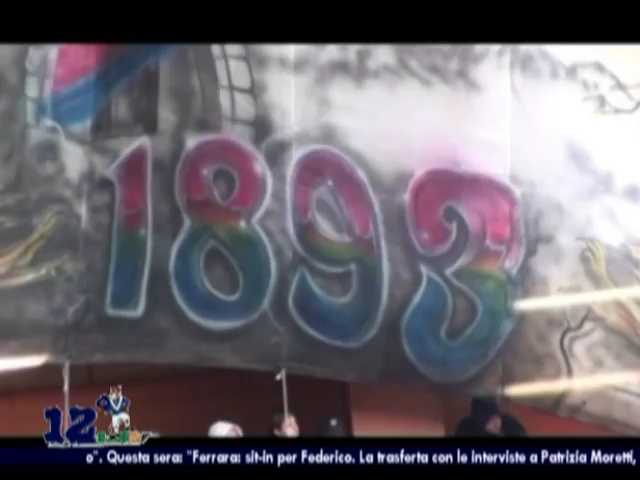 1893
12
o". Questa sera: "Ferrara: sit-in per Federico. La trasferta con le interviste a Patrizia Moretti,